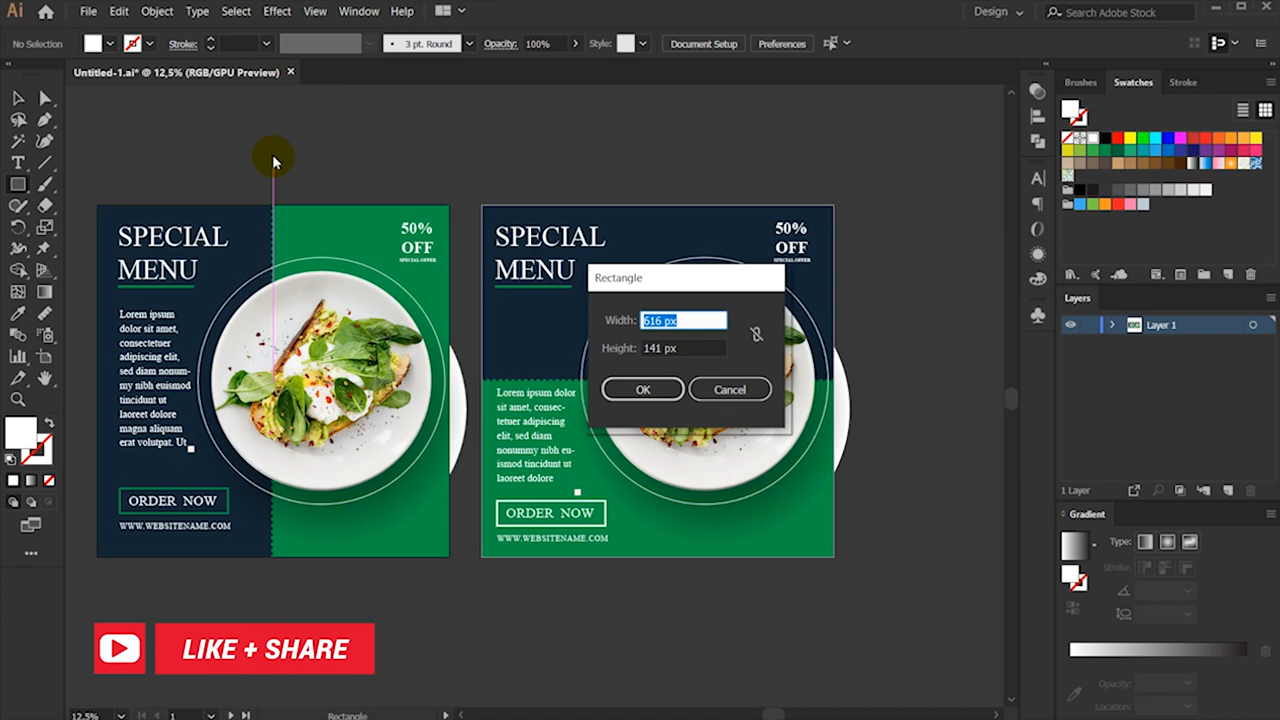 Ai
File Edit Object Type Select Effect View Window Help
Design
Search Adobe Stock
No Selection
Stroke:
3 pt. Round
Opacity:
100%
Style:
Document Setup
Preferences
Untitled-1.ai* @ 12,5% (RGB/GPU Preview)
SPECIAL
MENU
50%
OFF
SPECIAL OFFER
Lorem ipsum
dolor sit amet,
consectetuer
adipiscing elit,
sed diam nonum-
my nibh euismod
tincidunt ut
laoreet dolore
magna aliquam
erat volutpat. Ut
ORDER NOW
WWW.WEBSITENAME.COM
SPECIAL
MENU
50%
OFF
SPECIAL OFFER
Lorem ipsum dolor
sit amet, consec-
tetuer adipiscing
elit, sed diam
nonummy nibh eu-
ismod tincidunt ut
laoreet dolore
ORDER NOW
WWW.WEBSITENAME.COM
Rectangle
Width: 616 px
Height: 141 px
OK
Cancel
LIKE + SHARE
Brushes Swatches Stroke
Layers
Layer 1
1 Layer
Gradient
Type:
Stroke:
Opacity:
Location:
12,5%
1
Rectangle